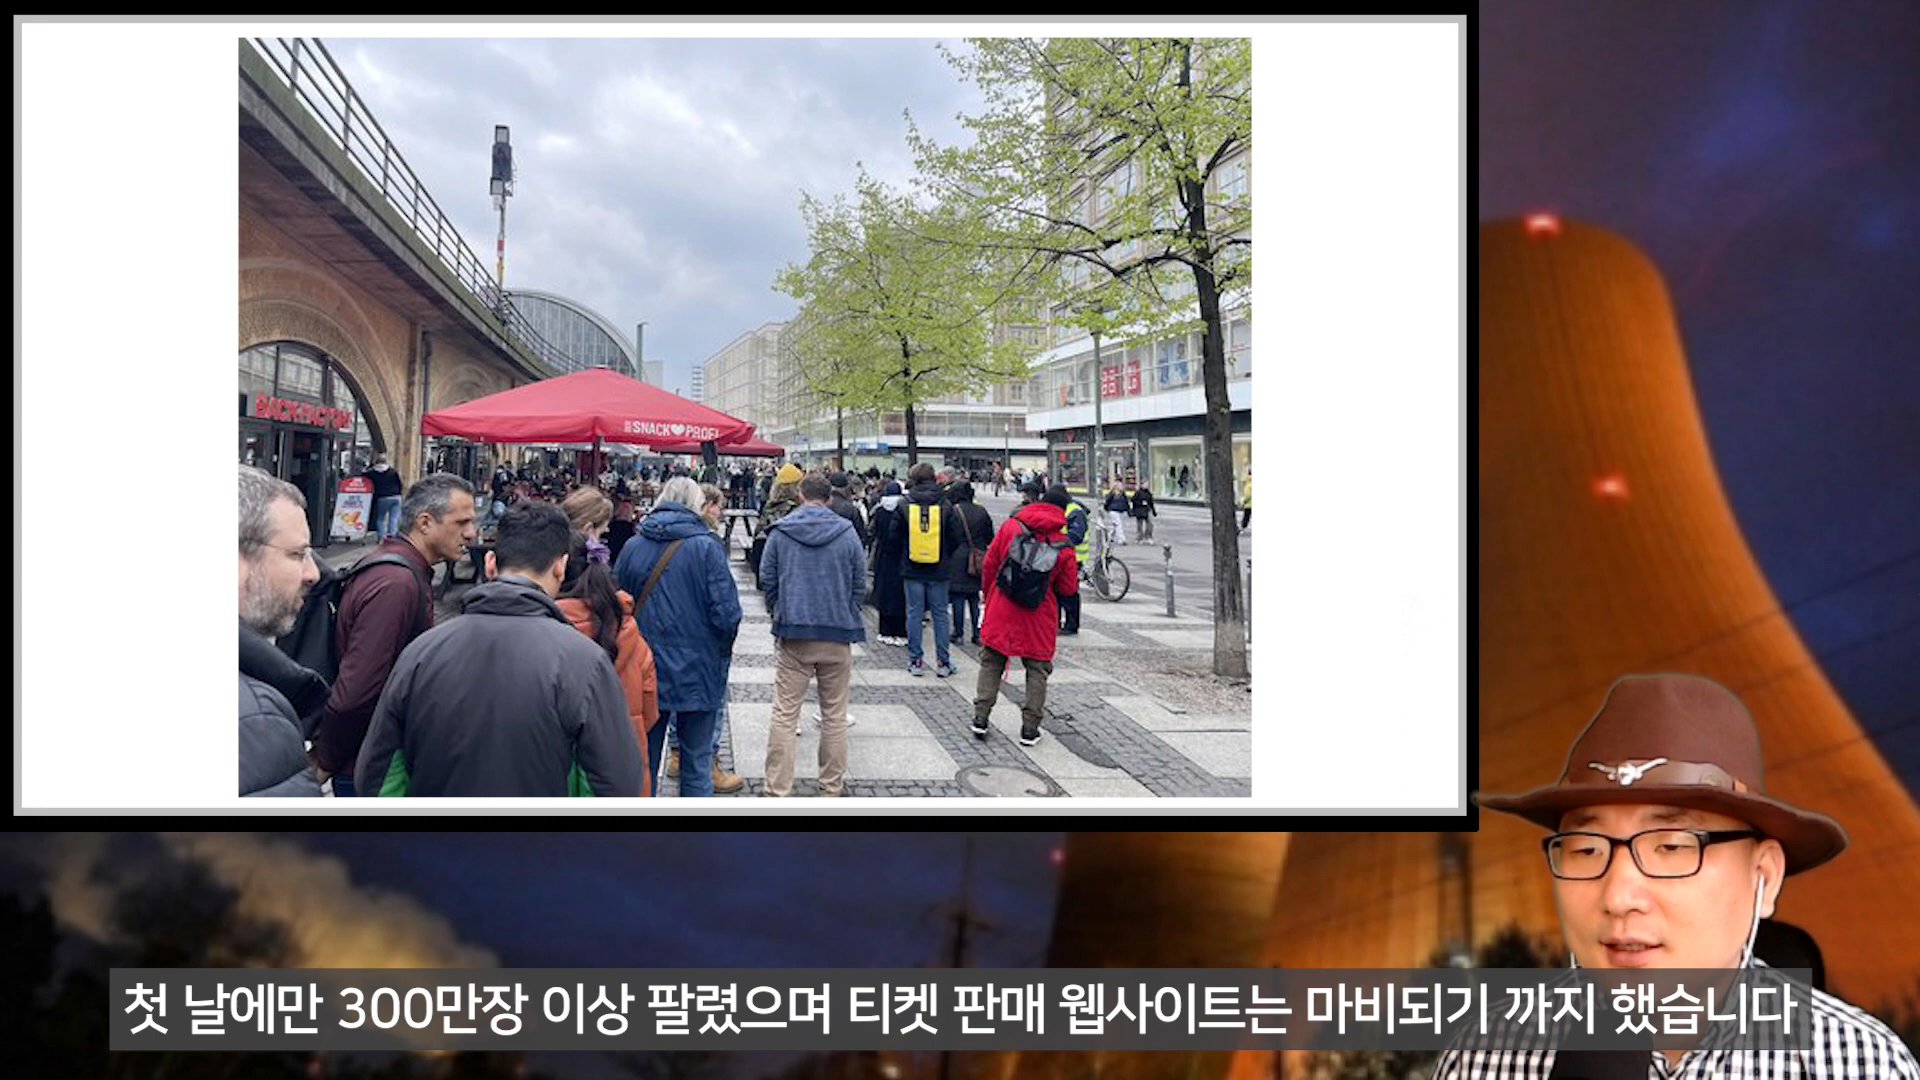 BACK-FACTORY
SNACK PROFI
UNI
QLO
첫 날에만 300만장 이상 팔렸으며 티켓 판매 웹사이트는 마비되기 까지 했습니다